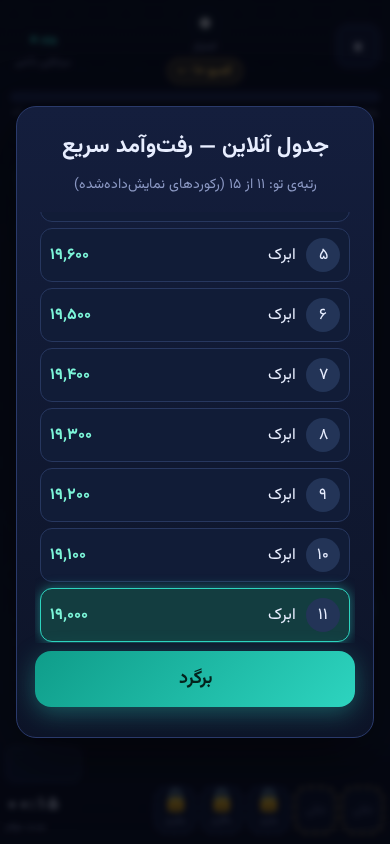 جدول آنلاین — رفت‌وآمد سریع
رتبه‌ی تو: ۱۱ از ۱۵ (رکوردهای نمایش‌داده‌شده)
۵ ابرک ۱۹,۶۰۰
۶ ابرک ۱۹,۵۰۰
۷ ابرک ۱۹,۴۰۰
۸ ابرک ۱۹,۳۰۰
۹ ابرک ۱۹,۲۰۰
۱۰ ابرک ۱۹,۱۰۰
۱۱ ابرک ۱۹,۰۰۰
برگرد